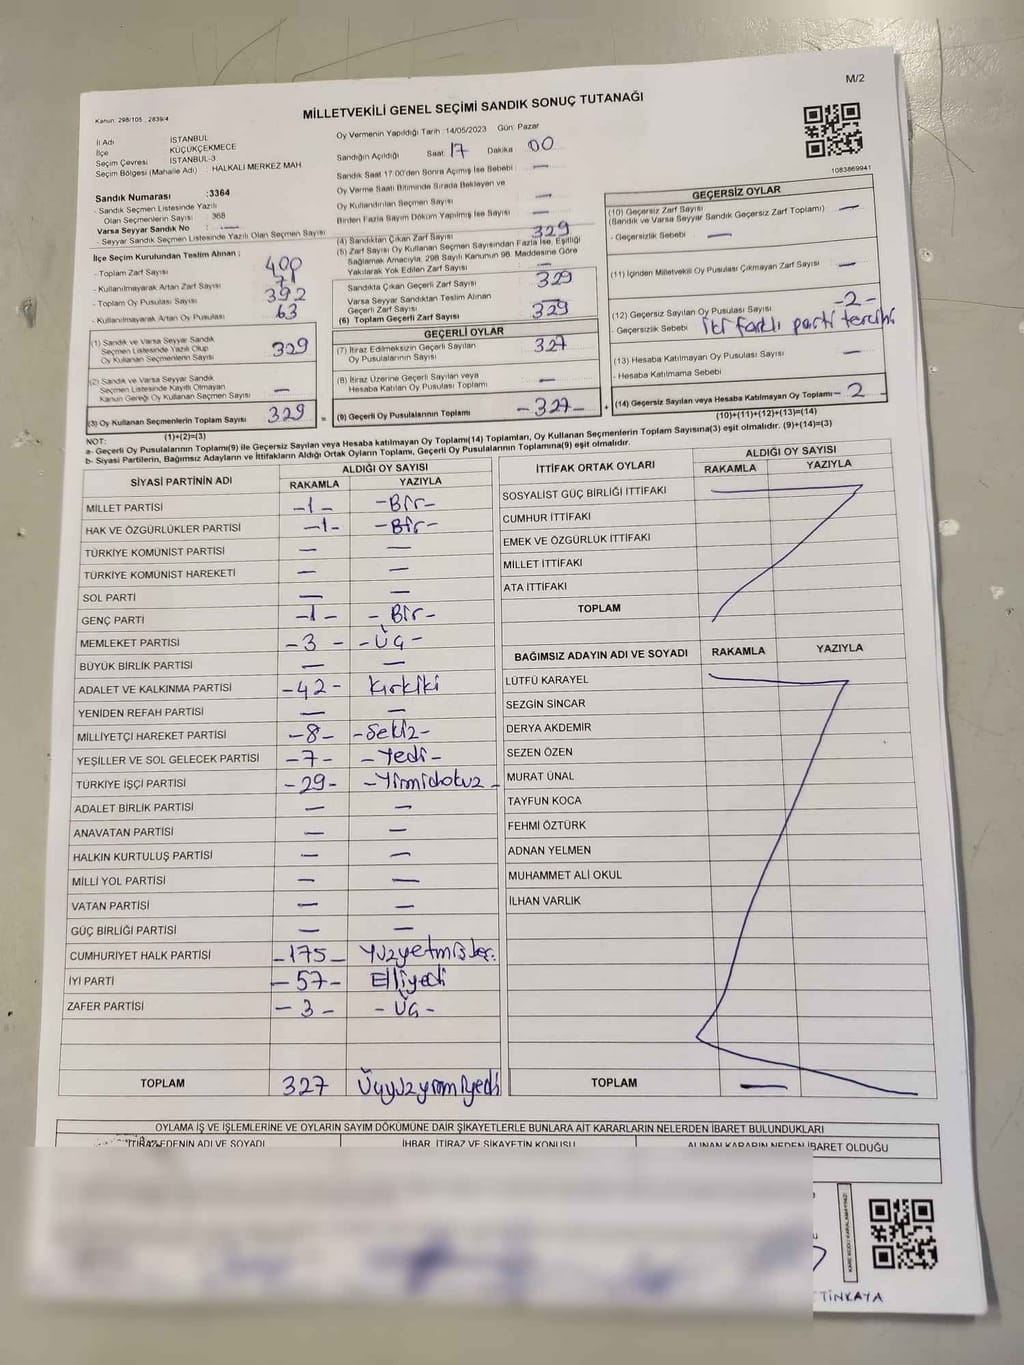 M/2
MİLLETVEKİLİ GENEL SEÇİMİ SANDIK SONUÇ TUTANAĞI
Kanun: 298/105 , 2839/4
İl Adı İSTANBUL
İlçe KÜÇÜKÇEKMECE
Seçim Çevresi İSTANBUL-3
Seçim Bölgesi (Mahalle Adı) HALKALI MERKEZ MAH.
Sandık Numarası :3364
- Sandık Seçmen Listesinde Yazılı
Olan Seçmenlerin Sayısı : 368
Varsa Seyyar Sandık No : —
- Seyyar Sandık Seçmen Listesinde Yazılı Olan Seçmen Sayısı
İlçe Seçim Kurulundan Teslim Alınan ;
- Toplam Zarf Sayısı 400
- Kullanılmayarak Artan Zarf Sayısı 71
- Toplam Oy Pusulası Sayısı 392
- Kullanılmayarak Artan Oy Pusulası 63
(1) Sandık ve Varsa Seyyar Sandık
Seçmen Listesinde Yazılı Olup
Oy Kullanan Seçmenlerin Sayısı 329
(2) Sandık ve Varsa Seyyar Sandık
Seçmen Listesinde Kayıtlı Olmayan
Kanun Gereği Oy Kullanan Seçmen Sayısı —
(3) Oy Kullanan Seçmenlerin Toplam Sayısı 329 =
(1)+(2)=(3)
Oy Vermenin Yapıldığı Tarih :14/05/2023 Gün: Pazar
Sandığın Açıldığı Saat 17 Dakika 00
Sandık Saat 17:00'den Sonra Açılmış İse Sebebi —
Oy Verme Saati Bitiminde Sırada Bekleyen ve
Oy Kullandırılan Seçmen Sayısı —
Birden Fazla Sayım Döküm Yapılmış İse Sayısı —
(4) Sandıktan Çıkan Zarf Sayısı 329
(5) Zarf Sayısı Oy Kullanan Seçmen Sayısından Fazla İse, Eşitliği
Sağlamak Amacıyla, 298 Sayılı Kanunun 98. Maddesine Göre
Yakılarak Yok Edilen Zarf Sayısı —
Sandıkta Çıkan Geçerli Zarf Sayısı 329
Varsa Seyyar Sandıktan Teslim Alınan
Geçerli Zarf Sayısı —
(6) Toplam Geçerli Zarf Sayısı 329
GEÇERLİ OYLAR
(7) İtiraz Edilmeksizin Geçerli Sayılan
Oy Pusulalarının Sayısı 327
(8) İtiraz Üzerine Geçerli Sayılan veya
Hesaba Katılan Oy Pusulası Toplamı —
(9) Geçerli Oy Pusulalarının Toplamı -327- +
1083869941
GEÇERSİZ OYLAR
(10) Geçersiz Zarf Sayısı
(Sandık ve Varsa Seyyar Sandık Geçersiz Zarf Toplamı) —
- Geçersizlik Sebebi —
(11) İçinden Milletvekili Oy Pusulası Çıkmayan Zarf Sayısı —
(12) Geçersiz Sayılan Oy Pusulası Sayısı -2-
- Geçersizlik Sebebi İki farklı parti tercihi
(13) Hesaba Katılmayan Oy Pusulası Sayısı —
- Hesaba Katılmama Sebebi
(14) Geçersiz Sayılan veya Hesaba Katılmayan Oy Toplamı - 2
(10)+(11)+(12)+(13)=(14)
NOT:
a- Geçerli Oy Pusulalarının Toplamı(9) ile Geçersiz Sayılan veya Hesaba katılmayan Oy Toplamı(14) Toplamları, Oy Kullanan Seçmenlerin Toplam Sayısına(3) eşit olmalıdır. (9)+(14)=(3)
b- Siyasi Partilerin, Bağımsız Adayların ve İttifakların Aldığı Ortak Oyların Toplamı, Geçerli Oy Pusulalarının Toplamına(9) eşit olmalıdır.
SİYASİ PARTİNİN ADI ALDIĞI OY SAYISI
RAKAMLA YAZIYLA
MİLLET PARTİSİ -1- -Bir-
HAK VE ÖZGÜRLÜKLER PARTİSİ -1- -Bir-
TÜRKİYE KOMÜNİST PARTİSİ — —
TÜRKİYE KOMÜNİST HAREKETİ — —
SOL PARTİ — —
GENÇ PARTİ -1- - Bir-
MEMLEKET PARTİSİ -3 - -Üç-
BÜYÜK BİRLİK PARTİSİ — —
ADALET VE KALKINMA PARTİSİ -42- Kırkiki
YENİDEN REFAH PARTİSİ — —
MİLLİYETÇİ HAREKET PARTİSİ -8- -Sekiz-
YEŞİLLER VE SOL GELECEK PARTİSİ -7- -Yedi-
TÜRKİYE İŞÇİ PARTİSİ -29- -Yirmidokuz-
ADALET BİRLİK PARTİSİ — —
ANAVATAN PARTİSİ — —
HALKIN KURTULUŞ PARTİSİ — —
MİLLİ YOL PARTİSİ — —
VATAN PARTİSİ — —
GÜÇ BİRLİĞİ PARTİSİ — —
CUMHURİYET HALK PARTİSİ -175- Yüzyetmişbeş.
İYİ PARTİ -57- Elliyedi
ZAFER PARTİSİ -3- -Üç-
TOPLAM 327 Üçyüzyirmiyedi
İTTİFAK ORTAK OYLARI ALDIĞI OY SAYISI
RAKAMLA YAZIYLA
SOSYALİST GÜÇ BİRLİĞİ İTTİFAKI
CUMHUR İTTİFAKI
EMEK VE ÖZGÜRLÜK İTTİFAKI
MİLLET İTTİFAKI
ATA İTTİFAKI
TOPLAM
BAĞIMSIZ ADAYIN ADI VE SOYADI RAKAMLA YAZIYLA
LÜTFÜ KARAYEL
SEZGİN SİNCAR
DERYA AKDEMİR
SEZEN ÖZEN
MURAT ÜNAL
TAYFUN KOCA
FEHMİ ÖZTÜRK
ADNAN YELMEN
MUHAMMET ALİ OKUL
İLHAN VARLIK
TOPLAM —
OYLAMA İŞ VE İŞLEMLERİNE VE OYLARIN SAYIM DÖKÜMÜNE DAİR ŞİKAYETLERLE BUNLARA AİT KARARLARIN NELERDEN İBARET BULUNDUKLARI
İTİRAZ EDENİN ADI VE SOYADI İHBAR, İTİRAZ VE ŞİKAYETİN KONUSU ALINAN KARARIN NEDEN İBARET OLDUĞU
KARE KODU KARALAMAYINIZ!
TİNKAYA